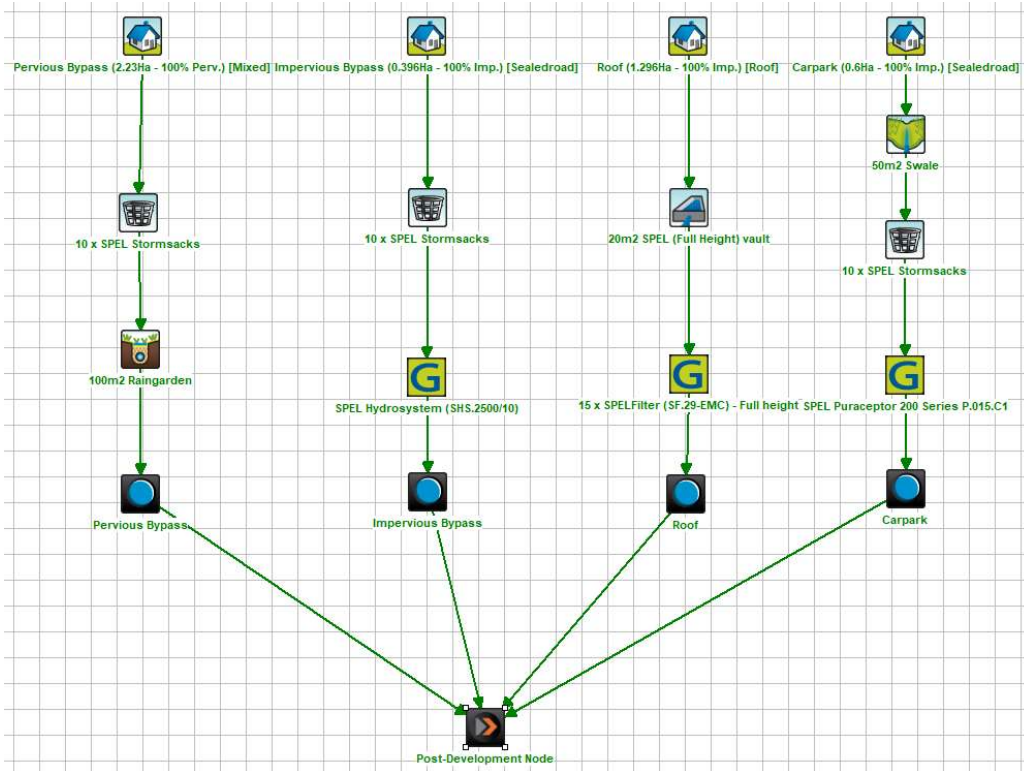 Pervious Bypass (2.23Ha - 100% Perv.) [Mixed]
Impervious Bypass (0.396Ha - 100% Imp.) [Sealedroad]
Roof (1.296Ha - 100% Imp.) [Roof]
Carpark (0.6Ha - 100% Imp.) [Sealedroad]
50m2 Swale
10 x SPEL Stormsacks
10 x SPEL Stormsacks
20m2 SPEL (Full Height) vault
10 x SPEL Stormsacks
100m2 Raingarden
G
SPEL Hydrosystem (SHS.2500/10)
G
15 x SPELFilter (SF.29-EMC) - Full height
G
SPEL Puraceptor 200 Series P.015.C1
Pervious Bypass
Impervious Bypass
Roof
Carpark
Post-Development Node